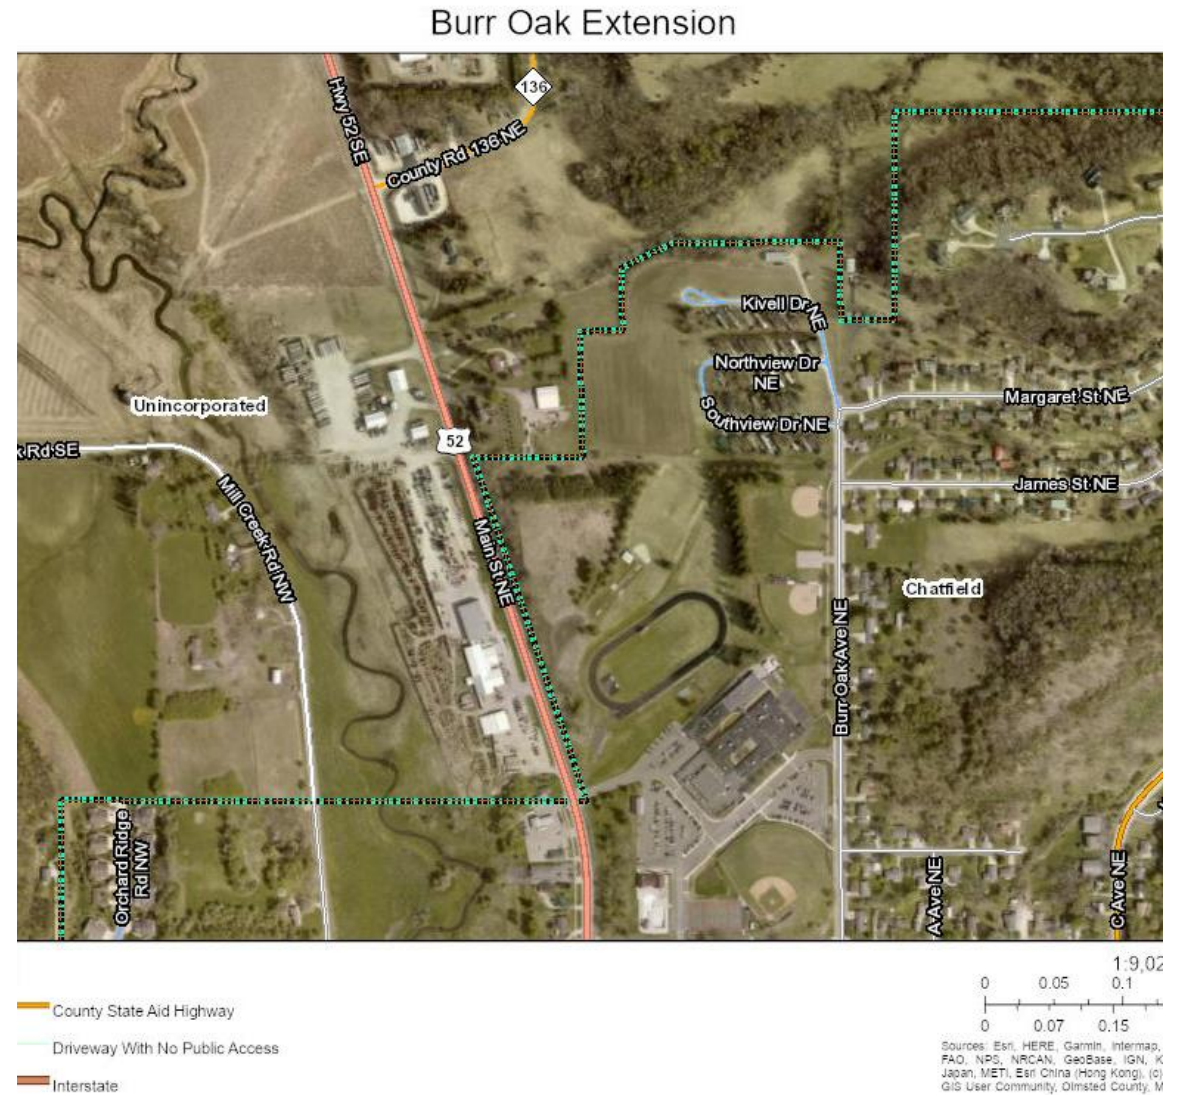 Burr Oak Extension
136
Hwy 52 SE
County Rd 136 NE
Kivell Dr NE
Northview Dr
NE
Southview Dr NE
Margaret St NE
Unincorporated
52
k Rd SE
James St NE
Mill Creek Rd NW
Main St NE
Chatfield
Burr Oak Ave NE
Orchard Ridge
Rd NW
A Ave NE
C Ave NE
1:9,02
0 0.05 0.1
0 0.07 0.15
County State Aid Highway
Driveway With No Public Access
Interstate
Sources: Esri, HERE, Garmin, Intermap,
FAO, NPS, NRCAN, GeoBase, IGN, K
Japan, METI, Esri China (Hong Kong), (c)
GIS User Community, Olmsted County, M